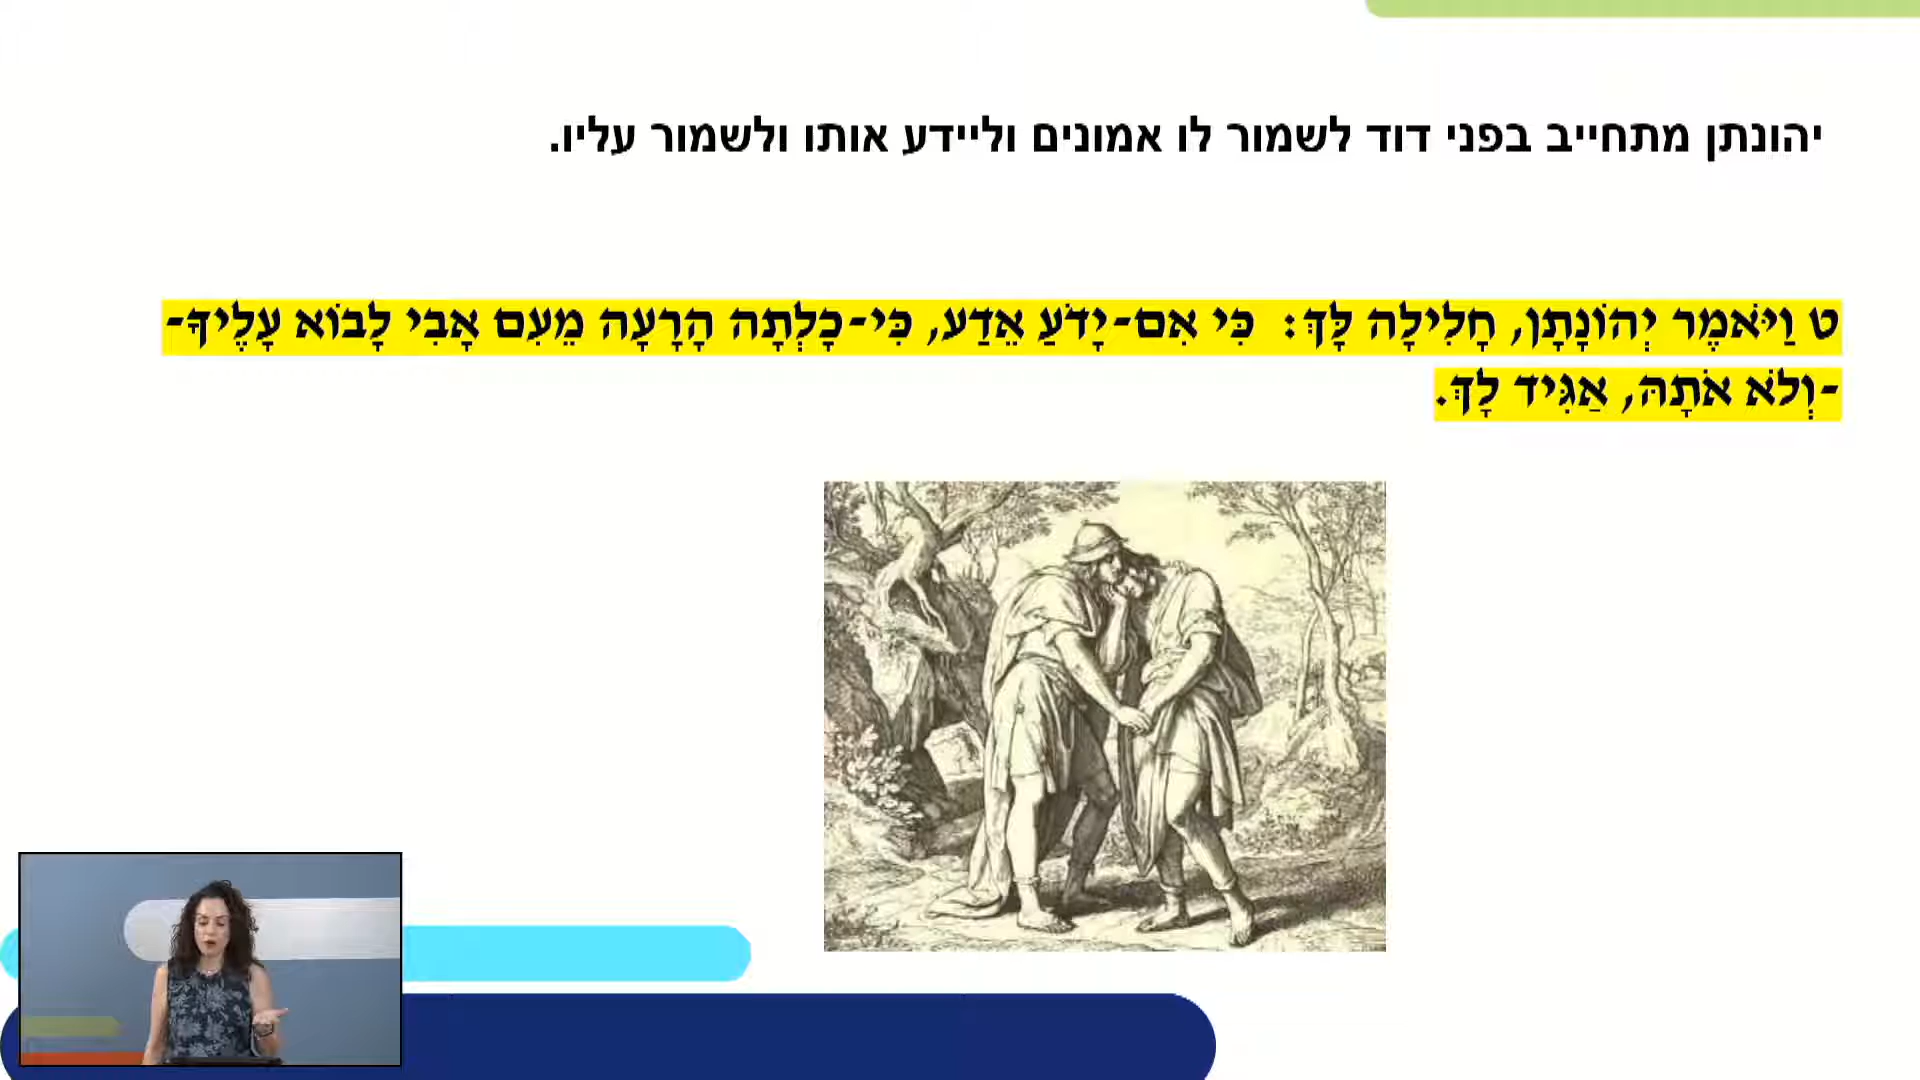 יהונתן מתחייב בפני דוד לשמור לו אמונים וליידע אותו ולשמור עליו.
ט וַיֹּאמֶר יְהוֹנָתָן, חָלִילָה לָּךְ: כִּי אִם-יָדֹעַ אֵדַע, כִּי-כָלְתָה הָרָעָה מֵעִם אָבִי לָבוֹא עָלֶיךָ-
-וְלֹא אֹתָהּ, אַגִּיד לָךְ.